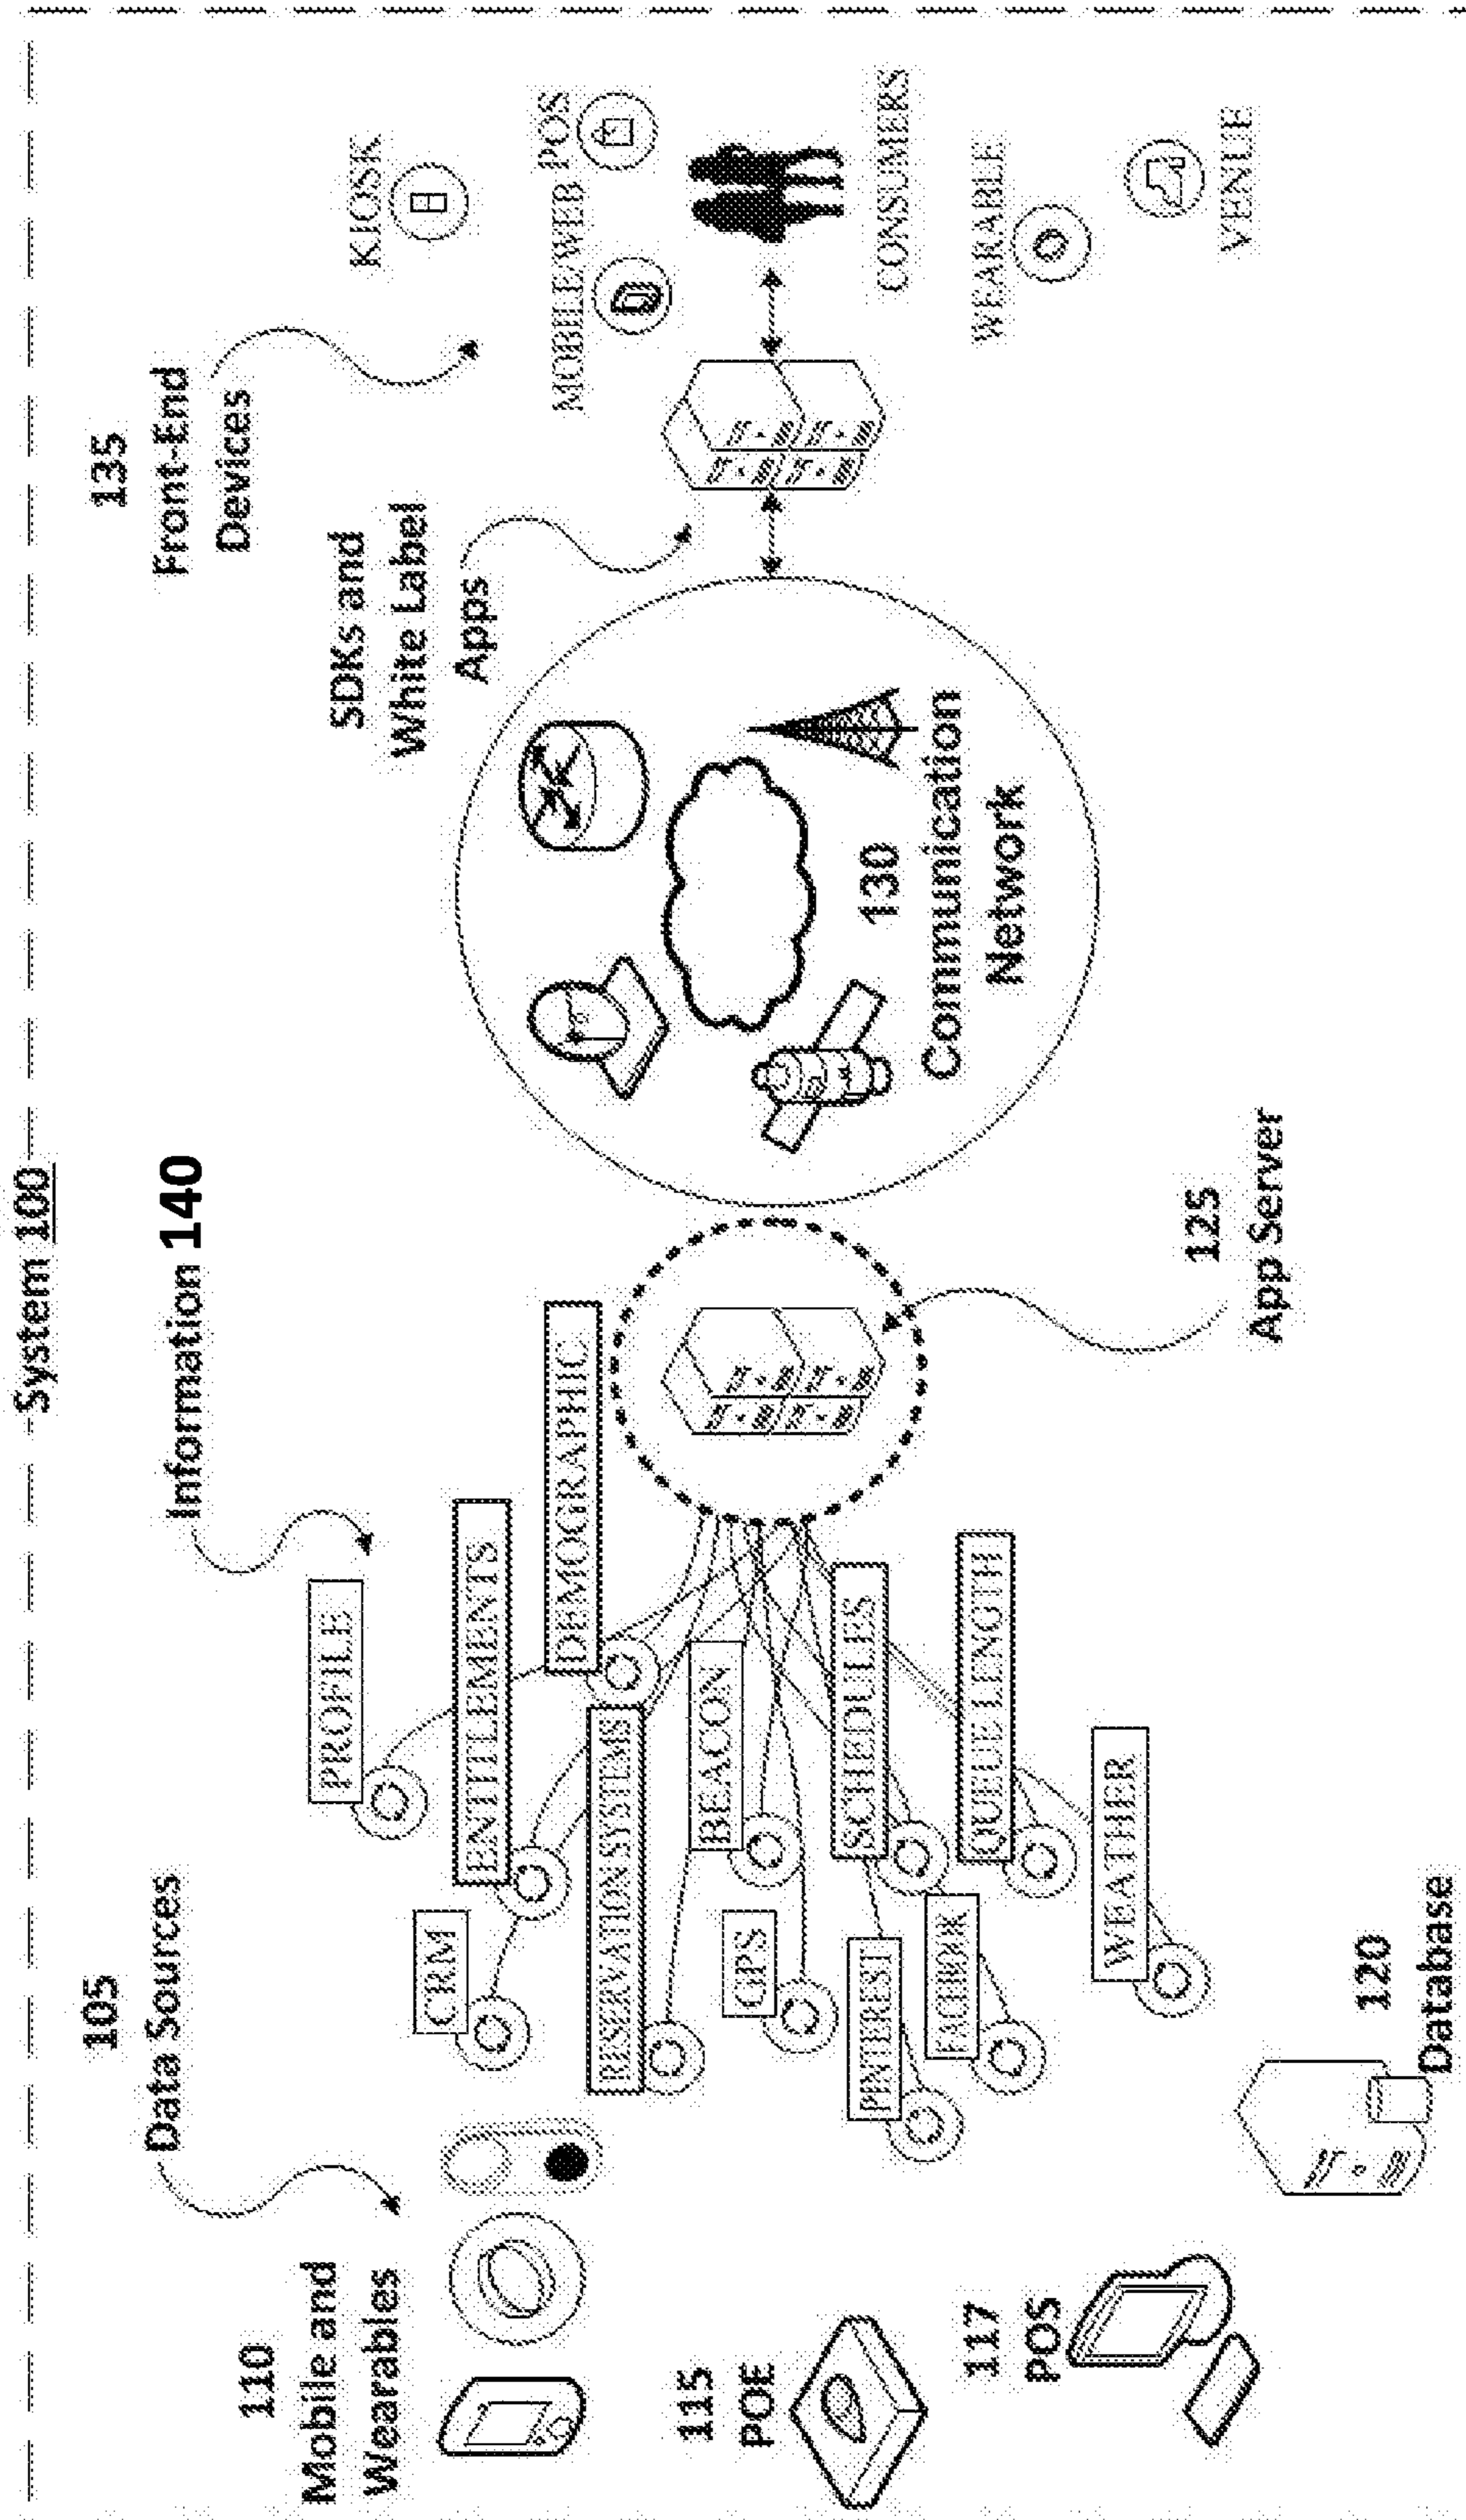 System 100
105
Data Sources
Information 140
135
Front-End
Devices
110
Mobile and
Wearables
SDKs and
White Label
Apps
PROFILE
KIOSK
CRM
ENTITLEMENTS
DEMOGRAPHIC
MOBILE/WEB
POS
RESERVATION SYSTEMS
115
POE
BEACON
GPS
130
Communication
Network
CONSUMERS
PINTEREST
SCHEDULES
FACEBOOK
QUEUE LENGTH
WEARABLE
117
POS
WEATHER
125
App Server
VENUE
120
Database